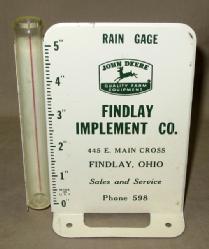 RAIN GAGE
JOHN DEERE
QUALITY FARM
EQUIPMENT
FINDLAY
IMPLEMENT CO.
445 E. MAIN CROSS
FINDLAY, OHIO
Sales and Service
Phone 598
5"
4"
3"
2"
1"
0"